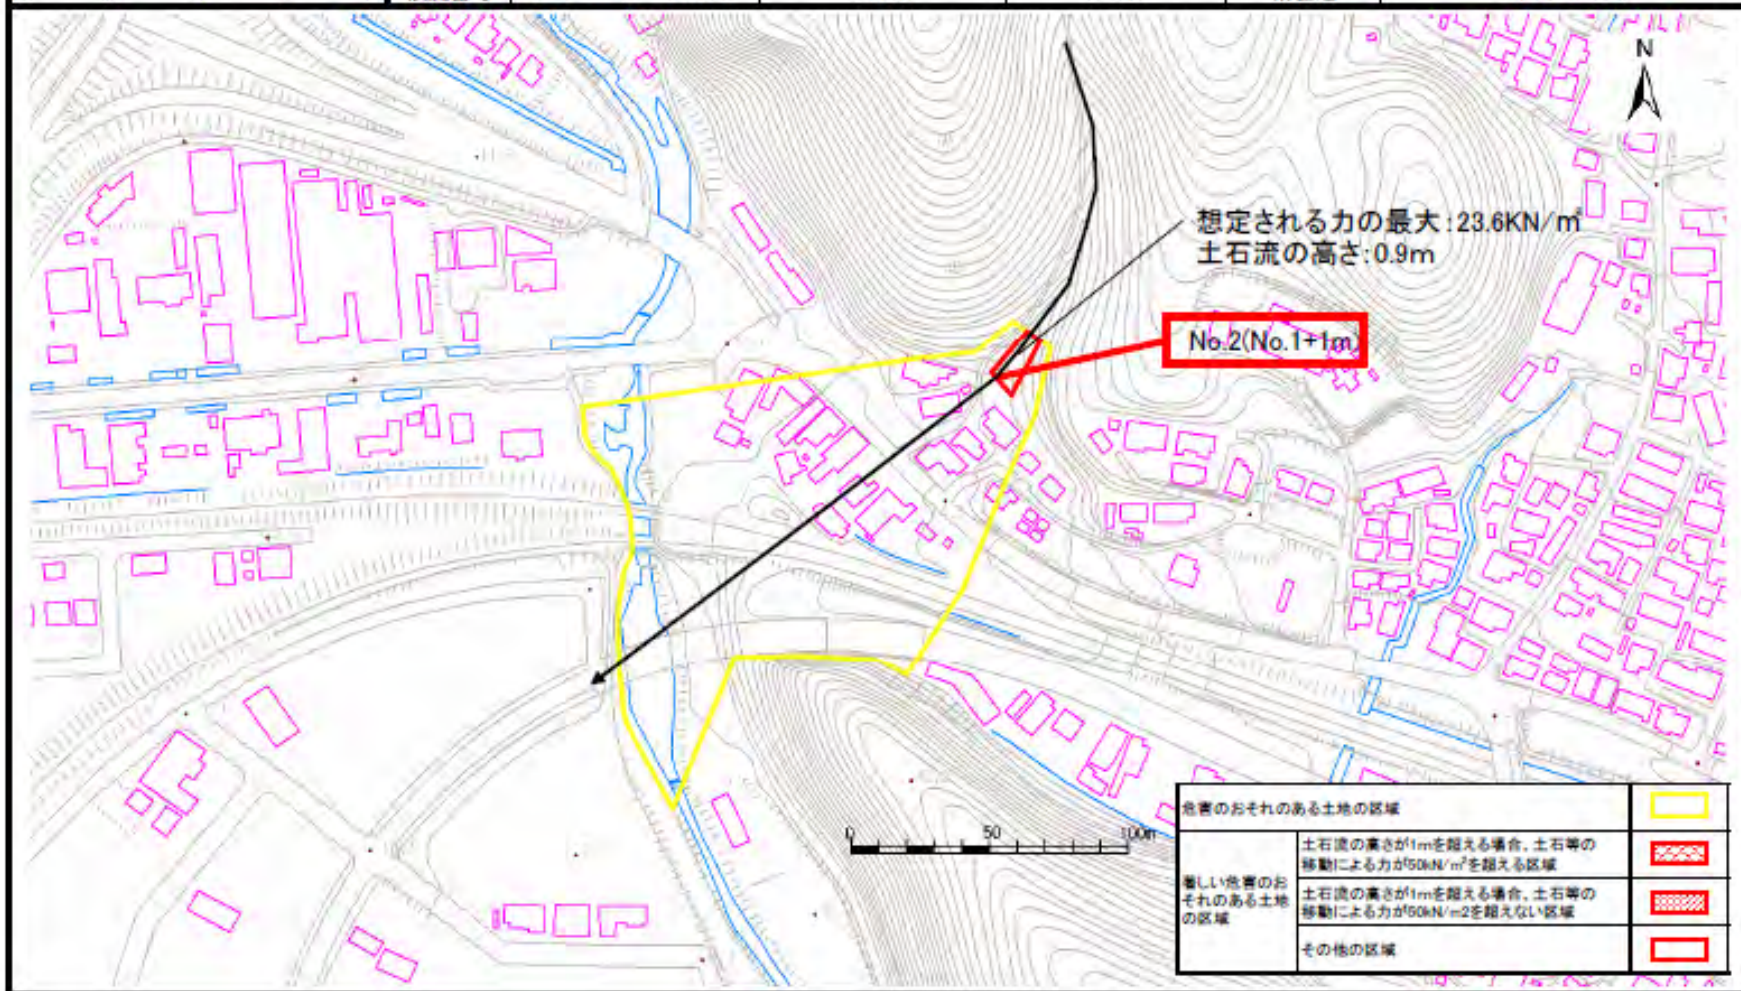 N
想定される力の最大:23.6KN/㎡
土石流の高さ:0.9m
No.2(No.1+1m)
0 50 100m
危害のおそれのある土地の区域
著しい危害のお
それのある土地
の区域
土石流の高さが1mを超える場合、土石等の
移動による力が50kN/㎡を超える区域
土石流の高さが1mを超える場合、土石等の
移動による力が50kN/m2を超えない区域
その他の区域